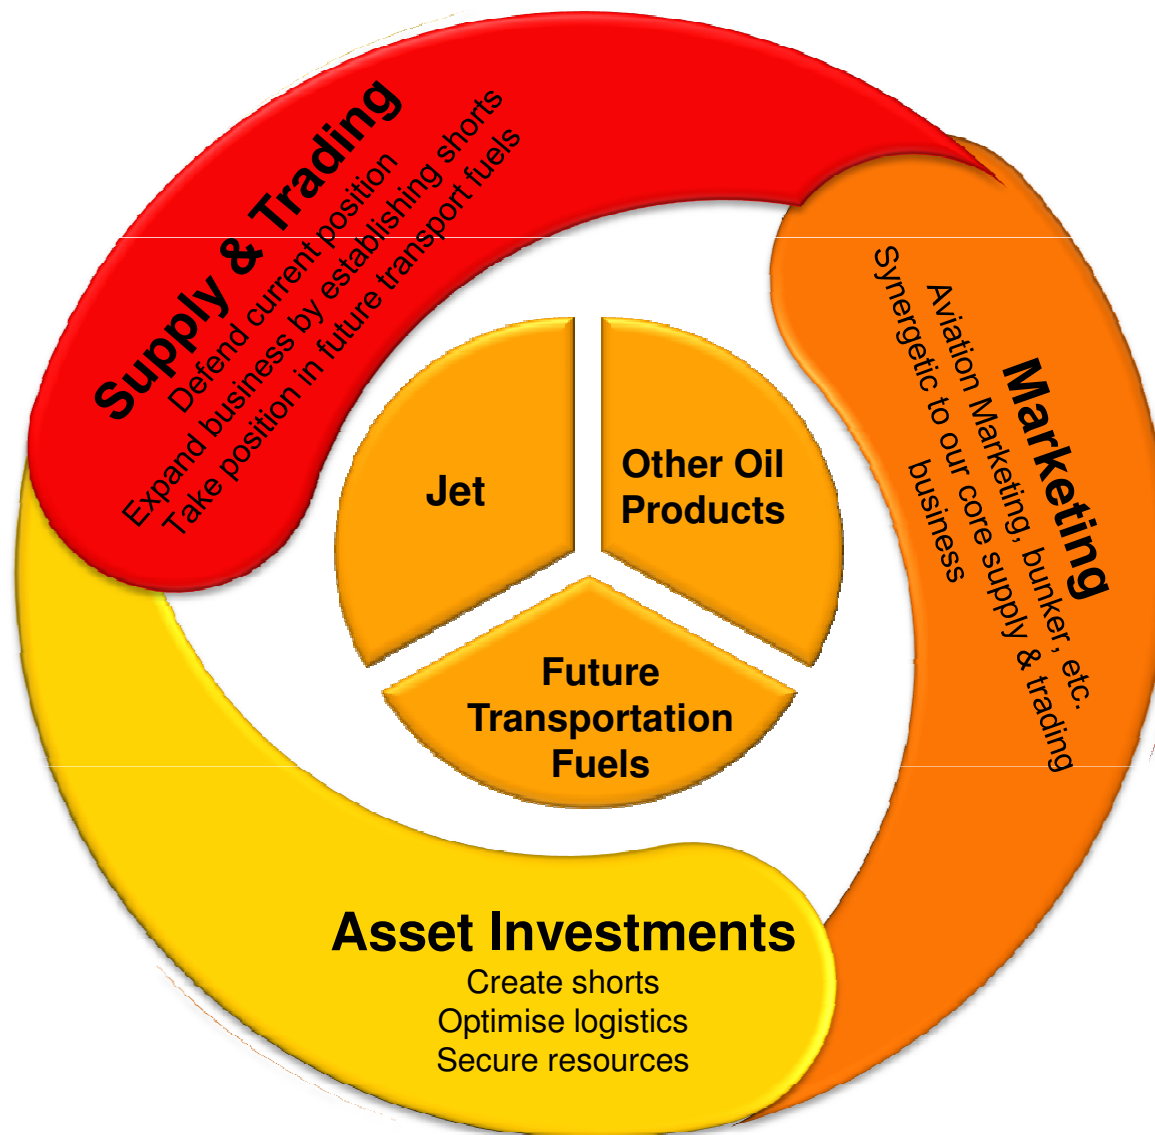 Supply & Trading
Defend current position
Expand business by establishing shorts
Take position in future transport fuels
Marketing
Aviation Marketing, bunker, etc.
Synergetic to our core supply & trading
business
Jet
Other Oil
Products
Future
Transportation
Fuels
Asset Investments
Create shorts
Optimise logistics
Secure resources